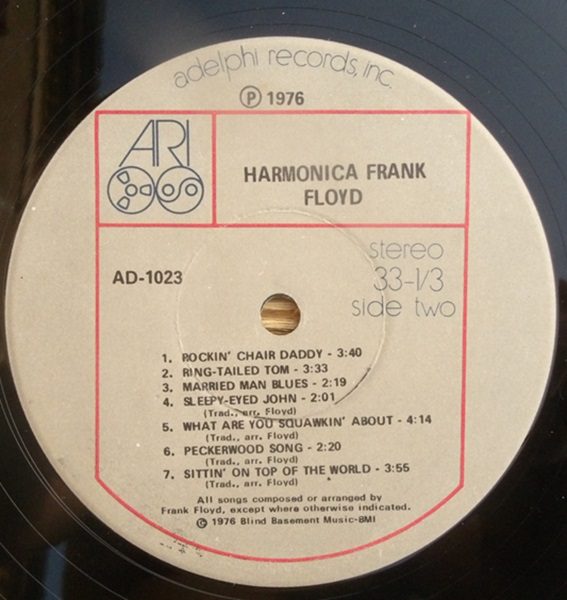 adelphi records, inc.
Ⓟ 1976
ARI
HARMONICA FRANK
FLOYD
stereo
AD-1023
33-1/3
side two
1. ROCKIN' CHAIR DADDY - 3:40
2. RING-TAILED TOM - 3:33
3. MARRIED MAN BLUES - 2:19
4. SLEEPY-EYED JOHN - 2:01
(Trad., arr. Floyd)
5. WHAT ARE YOU SQUAWKIN' ABOUT - 4:14
(Trad., arr. Floyd)
6. PECKERWOOD SONG - 2:20
(Trad., arr. Floyd)
7. SITTIN' ON TOP OF THE WORLD - 3:55
(Trad., arr. Floyd)
All songs composed or arranged by
Frank Floyd, except where otherwise indicated.
© 1976 Blind Basement Music-BMI